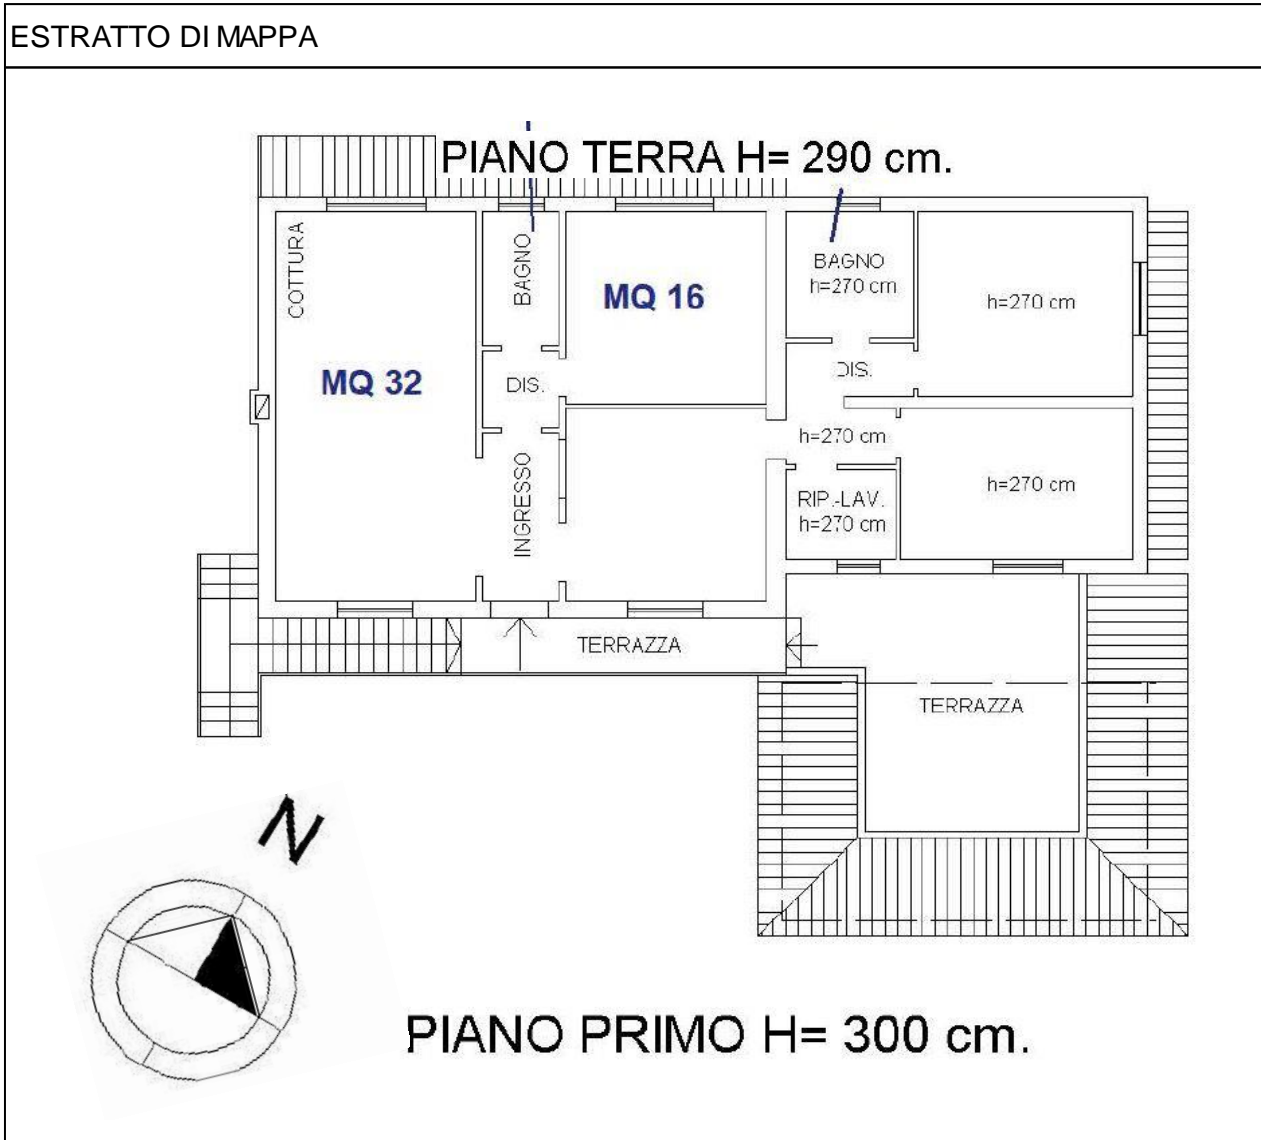 ESTRATTO DI MAPPA
PIANO TERRA H= 290 cm.
COTTURA
BAGNO
MQ 16
BAGNO
h=270 cm
h=270 cm
MQ 32
DIS.
DIS.
h=270 cm
INGRESSO
RIP.-LAV.
h=270 cm
h=270 cm
TERRAZZA
TERRAZZA
N
PIANO PRIMO H= 300 cm.